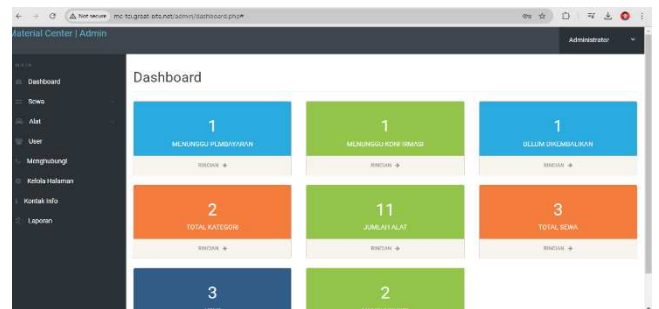 Not secure
Material Center | Admin
Administrator
MAIN
Dashboard
Sewa
Alat
User
Menghubungi
Kelola Halaman
Kontak Info
Laporan
Dashboard
1
MENUNGGU PEMBAYARAN
RINCIAN
1
MENUNGGU KONFIRMASI
RINCIAN
1
BELUM DIKEMBALIKAN
RINCIAN
2
TOTAL KATEGORI
RINCIAN
11
JUMLAH ALAT
RINCIAN
3
TOTAL SEWA
RINCIAN
3
2